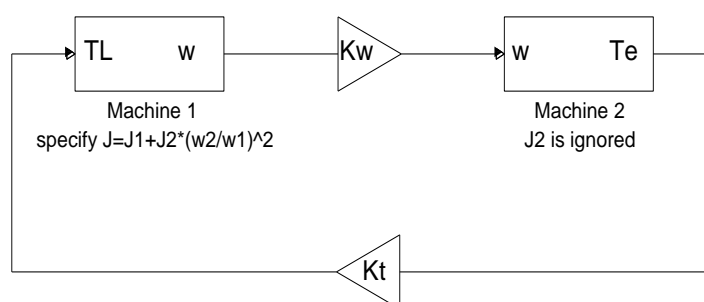 TL w
Kw
w Te
Machine 1
specify J=J1+J2*(w2/w1)^2
Machine 2
J2 is ignored
Kt